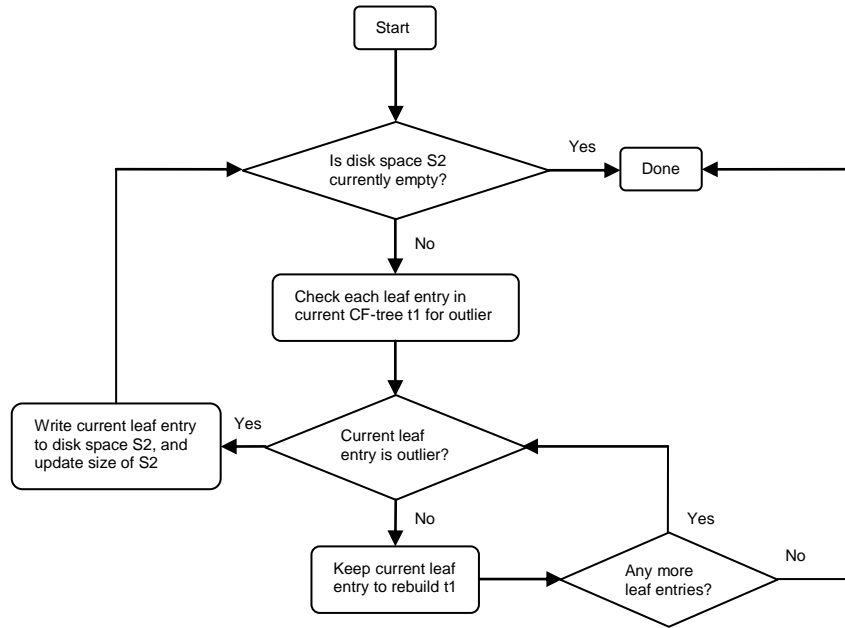 Start
Is disk space S2
currently empty?
Yes
Done
No
Check each leaf entry in
current CF-tree t1 for outlier
Write current leaf entry
to disk space S2, and
update size of S2
Yes
Current leaf
entry is outlier?
No
Yes
Keep current leaf
entry to rebuild t1
Any more
leaf entries?
No